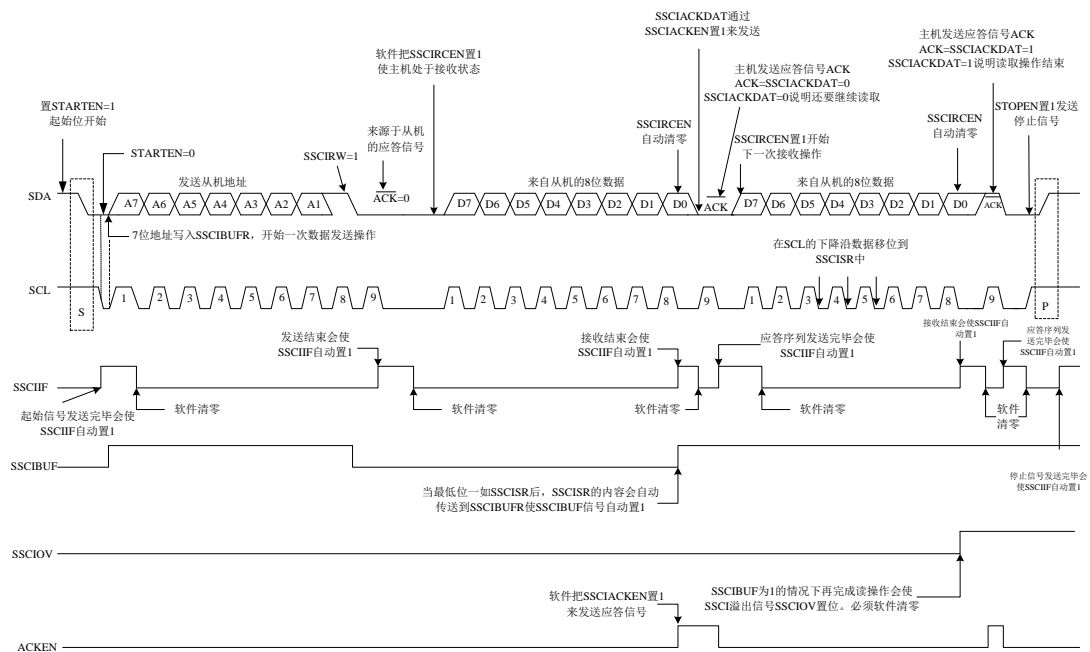 SSCIACKDAT通过
SSCIACKEN置1来发送
主机发送应答信号ACK
ACK=SSCIACKDAT=1
SSCIACKDAT=1说明读取操作结束
软件把SSCIRCEN置1
使主机处于接收状态
主机发送应答信号ACK
ACK=SSCIACKDAT=0
SSCIACKDAT=0说明还要继续读取
置STARTEN=1
起始位开始
STOPEN置1发送
停止信号
来源于从机
的应答信号
SSCIRCEN
自动清零
SSCIRCEN置1开始
下一次接收操作
SSCIRCEN
自动清零
STARTEN=0
SSCIRW=1
发送从机地址
来自从机的8位数据
来自从机的8位数据
SDA
A7 A6 A5 A4 A3 A2 A1
ACK=0
D7 D6 D5 D4 D3 D2 D1 D0
ACK
D7 D6 D5 D4 D3 D2 D1 D0
ACK
7位地址写入SSCIBUFR，开始一次数据发送操作
在SCL的下降沿数据移位到
SSCISR中
SCL
S
1 2 3 4 5 6 7 8 9
1 2 3 4 5 6 7 8 9
1 2 3 4 5 6 7 8 9
P
发送结束会使
SSCIIF自动置1
接收结束会使
SSCIIF自动置1
应答序列发送完毕会使
SSCIIF自动置1
接收结束会使SSCIIF自
动置1
应答序列发
送完毕会使
SSCIIF自动置1
SSCIIF
起始信号发送完毕会使
SSCIIF自动置1
软件清零
软件清零
软件清零
软件清零
软件
清零
SSCIBUF
当最低位一如SSCISR后，SSCISR的内容会自动
传送到SSCIBUFR使SSCIBUF信号自动置1
停止信号发送完毕会
使SSCIIF自动置1
SSCIOV
SSCIBUF为1的情况下再完成读操作会使
SSCI溢出信号SSCIOV置位。必须软件清零
软件把SSCIACKEN置1
来发送应答信号
ACKEN